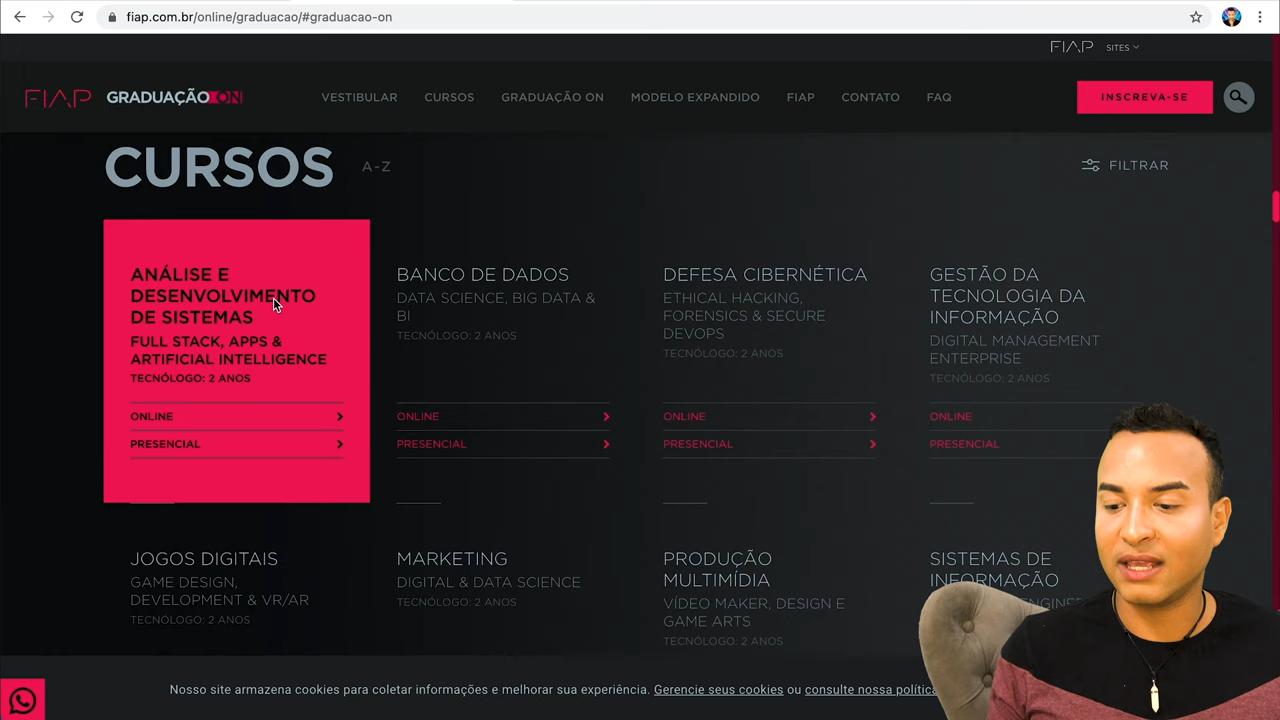 fiap.com.br/online/graduacao/#graduacao-on
FIAP SITES
FIAP GRADUAÇÃO ON VESTIBULAR CURSOS GRADUAÇÃO ON MODELO EXPANDIDO FIAP CONTATO FAQ INSCREVA-SE
CURSOS A-Z FILTRAR
ANÁLISE E
DESENVOLVIMENTO
DE SISTEMAS
FULL STACK, APPS &
ARTIFICIAL INTELLIGENCE
TECNÓLOGO: 2 ANOS
ONLINE
PRESENCIAL
BANCO DE DADOS
DATA SCIENCE, BIG DATA &
BI
TECNÓLOGO: 2 ANOS
ONLINE
PRESENCIAL
DEFESA CIBERNÉTICA
ETHICAL HACKING,
FORENSICS & SECURE
DEVOPS
TECNÓLOGO: 2 ANOS
ONLINE
PRESENCIAL
GESTÃO DA
TECNOLOGIA DA
INFORMAÇÃO
DIGITAL MANAGEMENT
ENTERPRISE
TECNÓLOGO: 2 ANOS
ONLINE
PRESENCIAL
JOGOS DIGITAIS
GAME DESIGN,
DEVELOPMENT & VR/AR
TECNÓLOGO: 2 ANOS
MARKETING
DIGITAL & DATA SCIENCE
TECNÓLOGO: 2 ANOS
PRODUÇÃO
MULTIMÍDIA
VÍDEO MAKER, DESIGN E
GAME ARTS
TECNÓLOGO: 2 ANOS
SISTEMAS DE
INFORMAÇÃO
Nosso site armazena cookies para coletar informações e melhorar sua experiência. Gerencie seus cookies ou consulte nossa política